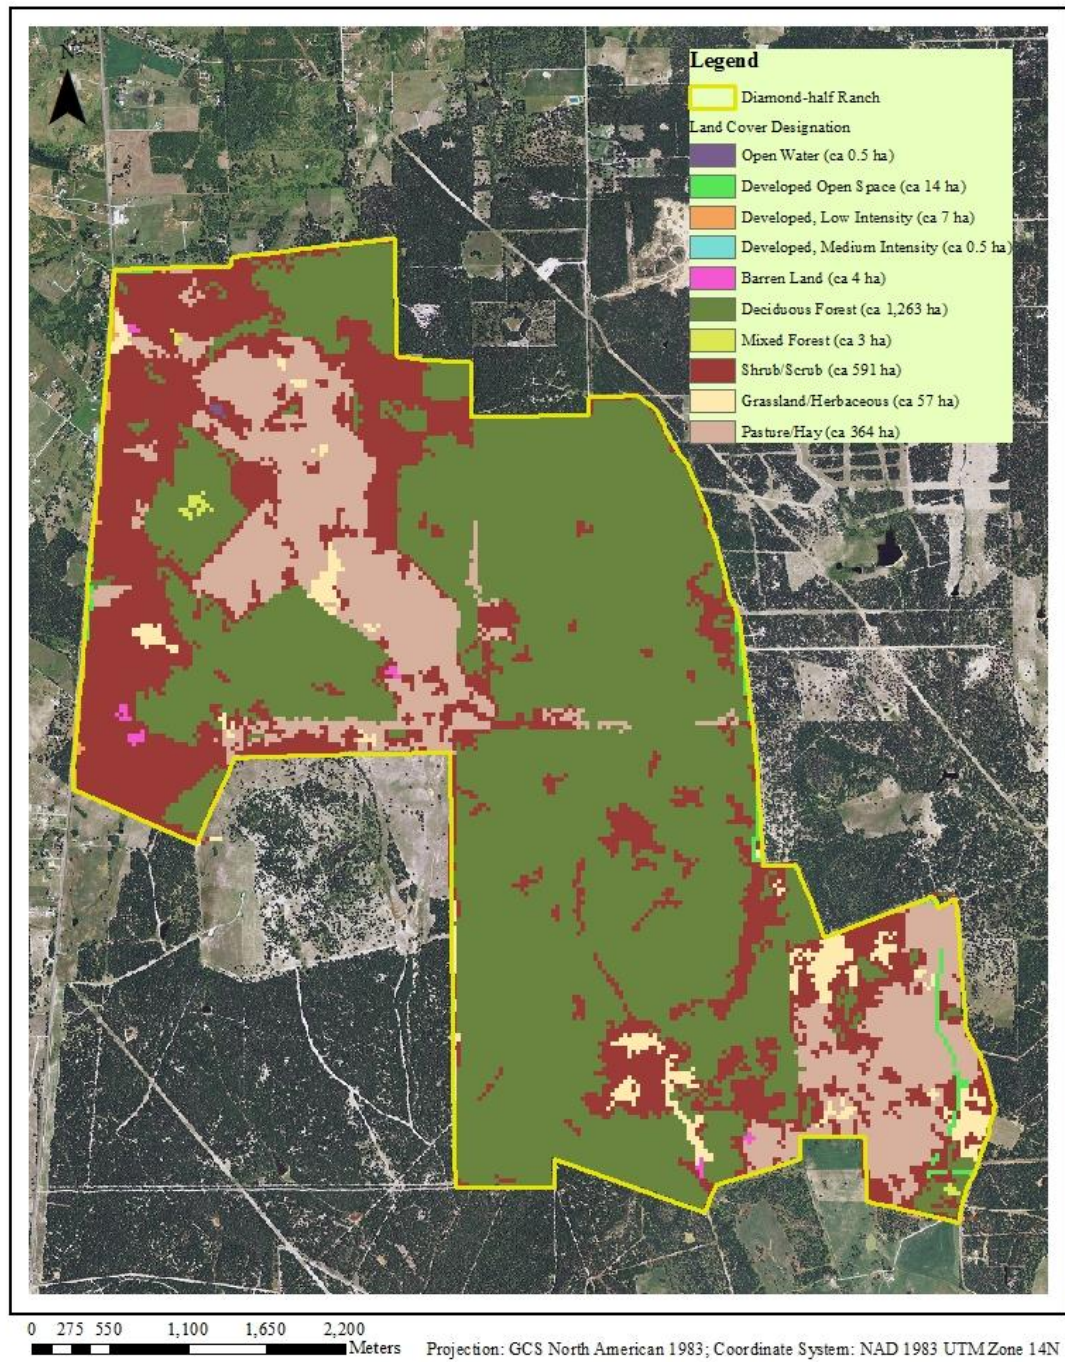 N
Legend
Diamond-half Ranch
Land Cover Designation
Open Water (ca 0.5 ha)
Developed Open Space (ca 14 ha)
Developed, Low Intensity (ca 7 ha)
Developed, Medium Intensity (ca 0.5 ha)
Barren Land (ca 4 ha)
Deciduous Forest (ca 1,263 ha)
Mixed Forest (ca 3 ha)
Shrub/Scrub (ca 591 ha)
Grassland/Herbaceous (ca 57 ha)
Pasture/Hay (ca 364 ha)
0 275 550 1,100 1,650 2,200
Meters
Projection: GCS North American 1983; Coordinate System: NAD 1983 UTM Zone 14N